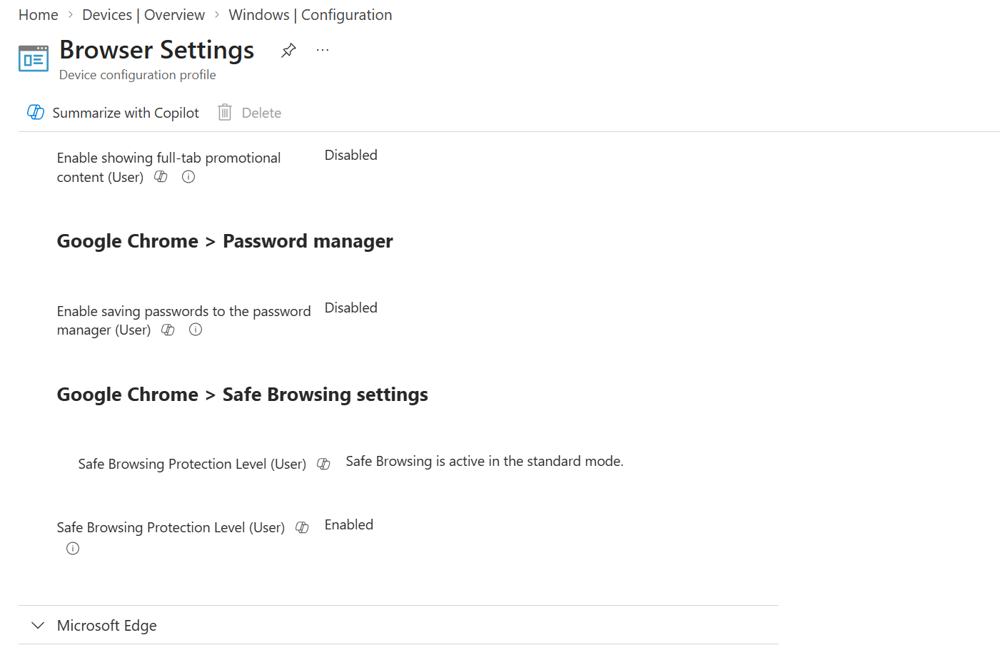 Home > Devices | Overview > Windows | Configuration
Browser Settings ...
Device configuration profile
Summarize with Copilot Delete
Enable showing full-tab promotional Disabled
content (User)
Google Chrome > Password manager
Enable saving passwords to the password Disabled
manager (User)
Google Chrome > Safe Browsing settings
Safe Browsing Protection Level (User) Safe Browsing is active in the standard mode.
Safe Browsing Protection Level (User) Enabled
Microsoft Edge